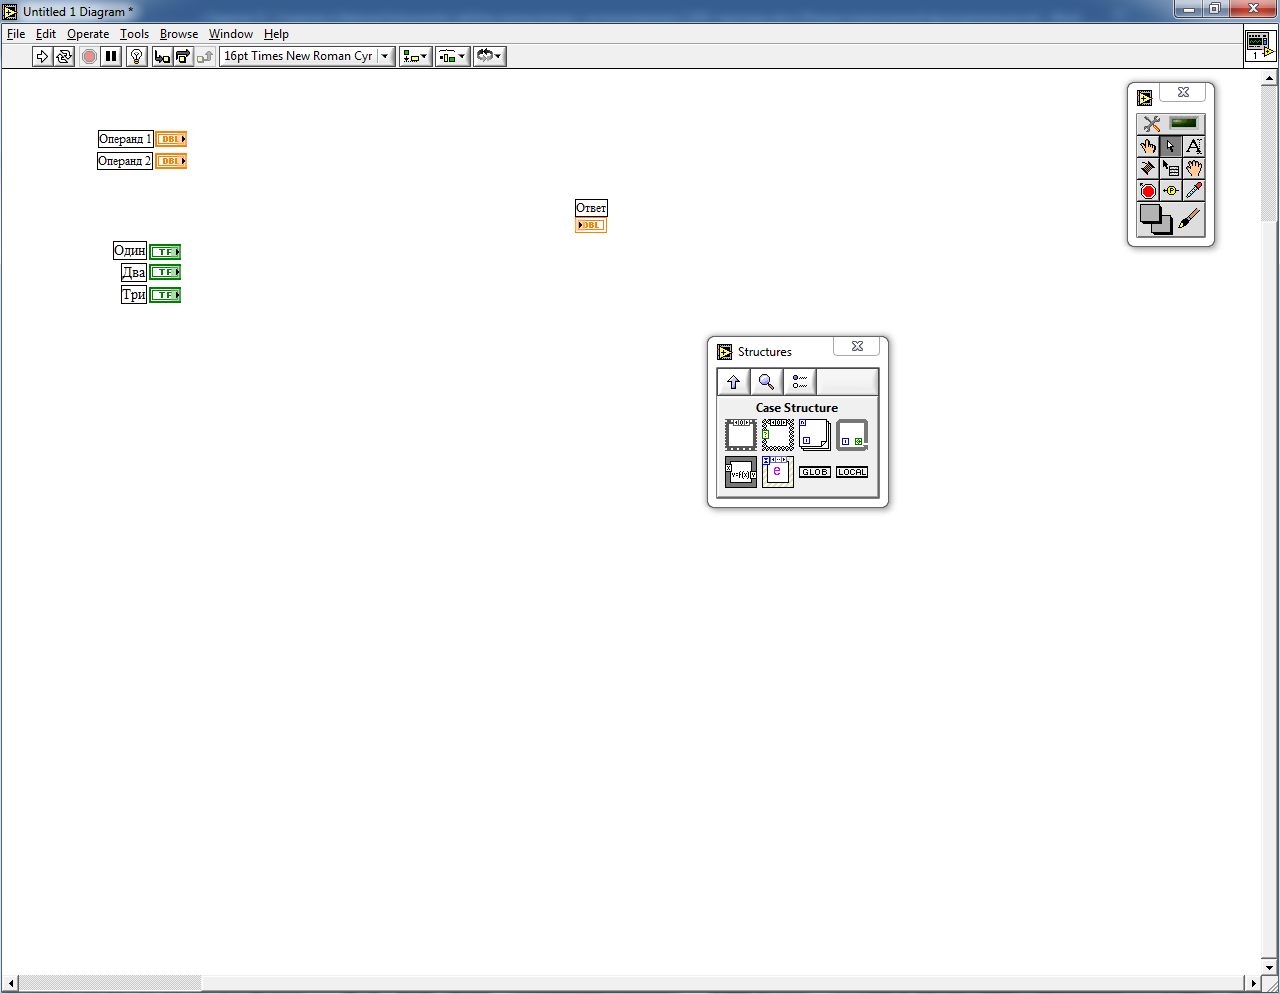 Untitled 1 Diagram *
File Edit Operate Tools Browse Window Help
16pt Times New Roman Cyr
1
Операнд 1 DBL
Операнд 2 DBL
Ответ
DBL
Один TF
Два TF
Три TF
Structures
Case Structure
GLOB LOCAL